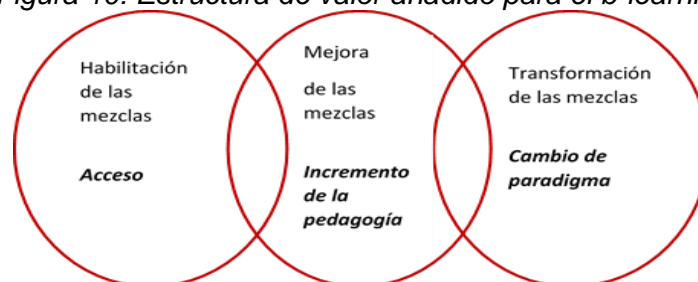 Habilitación
de las
mezclas
Acceso
Mejora
de las
mezclas
Incremento
de la
pedagogía
Transformación
de las mezclas
Cambio de
paradigma